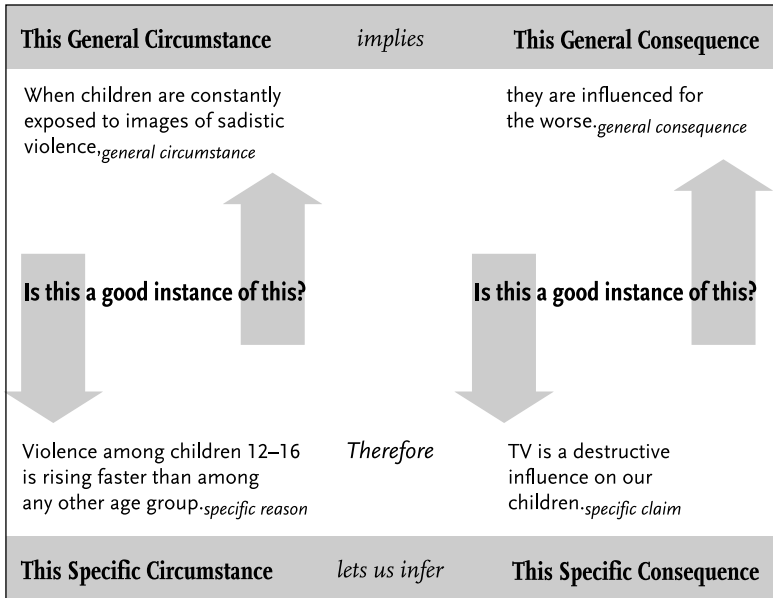 This General Circumstance implies This General Consequence
When children are constantly
exposed to images of sadistic
violence,general circumstance
they are influenced for
the worse.general consequence
Is this a good instance of this?
Is this a good instance of this?
Violence among children 12–16
is rising faster than among
any other age group.specific reason
Therefore
TV is a destructive
influence on our
children.specific claim
This Specific Circumstance lets us infer This Specific Consequence